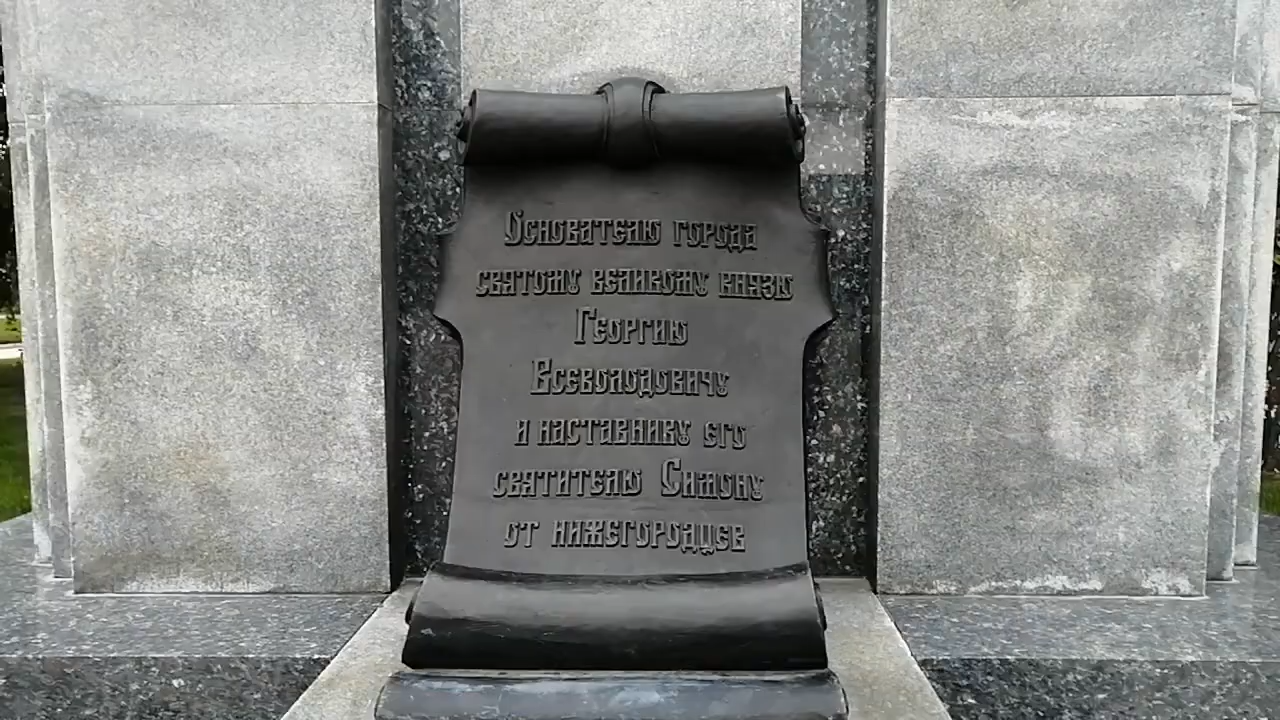 Основателю города
святому великому князю
Георгию
Всеволодовичу
и наставнику его
святителю Симону
от нижегородцев